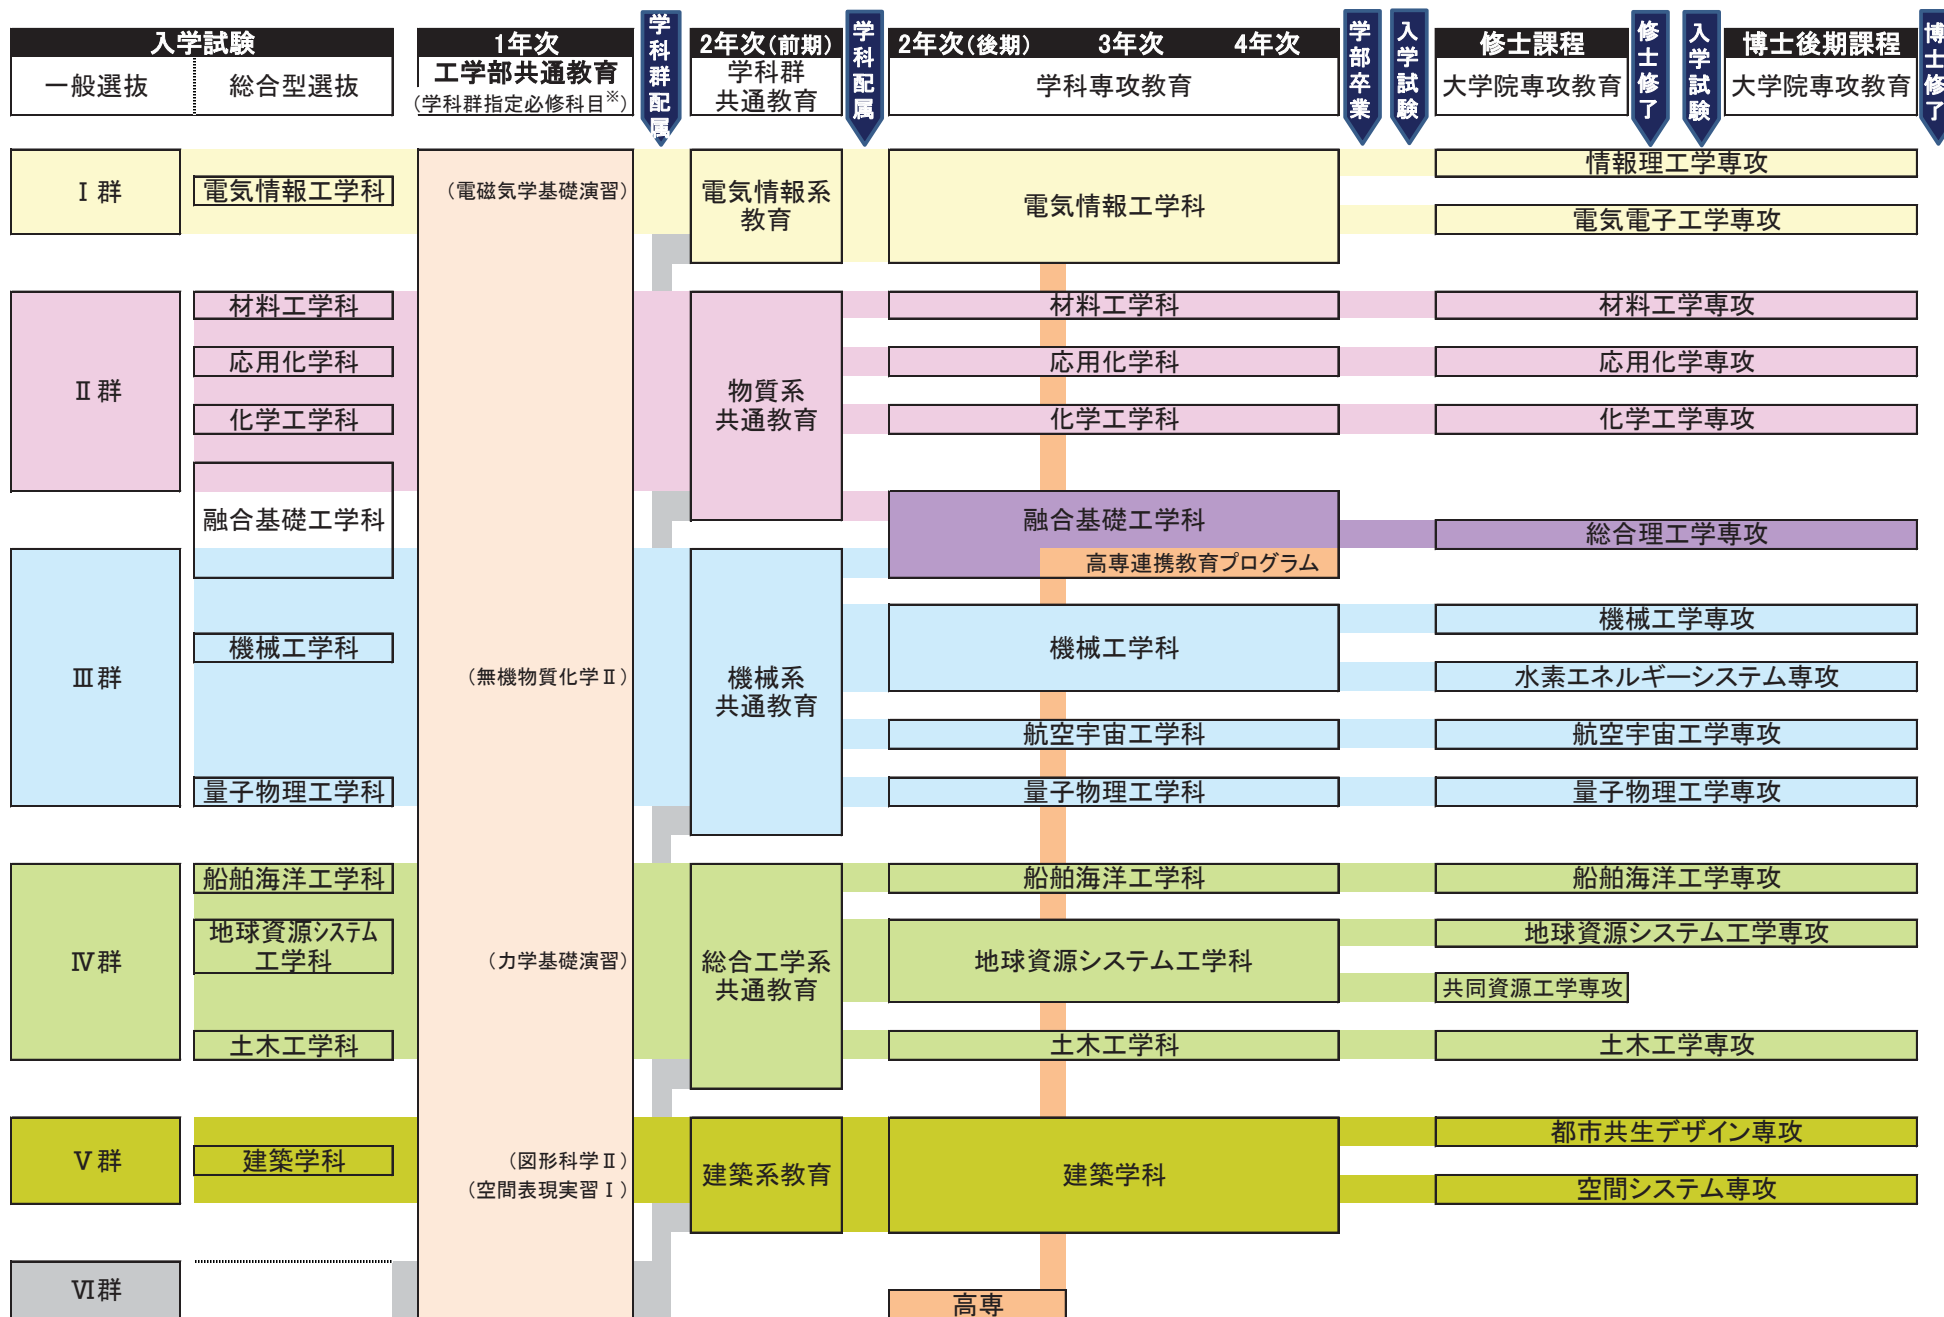 入学試験
一般選抜
総合型選抜
1年次
工学部共通教育
(学科群指定必修科目※)
学科群配属
2年次(前期)
学科群
共通教育
学科配属
2年次(後期) 3年次 4年次
学科専攻教育
学部卒業
入学試験
修士課程
大学院専攻教育
修士修了
入学試験
博士後期課程
大学院専攻教育
博士修了
Ⅰ群
電気情報工学科
(電磁気学基礎演習)
電気情報系
教育
電気情報工学科
情報理工学専攻
電気電子工学専攻
Ⅱ群
材料工学科
応用化学科
化学工学科
融合基礎工学科
物質系
共通教育
材料工学科
応用化学科
化学工学科
融合基礎工学科
高専連携教育プログラム
材料工学専攻
応用化学専攻
化学工学専攻
総合理工学専攻
Ⅲ群
機械工学科
量子物理工学科
(無機物質化学Ⅱ)
機械系
共通教育
機械工学科
航空宇宙工学科
量子物理工学科
機械工学専攻
水素エネルギーシステム専攻
航空宇宙工学専攻
量子物理工学専攻
Ⅳ群
船舶海洋工学科
地球資源システム
工学科
土木工学科
(力学基礎演習)
総合工学系
共通教育
船舶海洋工学科
地球資源システム工学科
土木工学科
船舶海洋工学専攻
地球資源システム工学専攻
共同資源工学専攻
土木工学専攻
Ⅴ群
建築学科
(図形科学Ⅱ)
(空間表現実習Ⅰ)
建築系教育
建築学科
都市共生デザイン専攻
空間システム専攻
Ⅵ群
高専